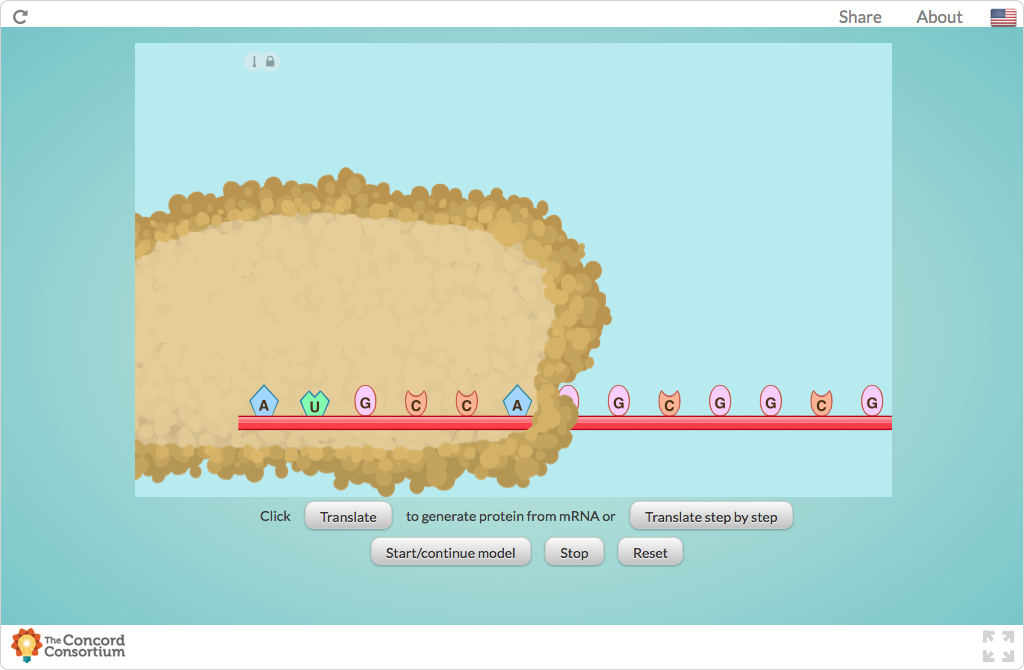 Share About
A U G C C A G C G G C G
Click Translate to generate protein from mRNA or Translate step by step
Start/continue model Stop Reset
The Concord
Consortium